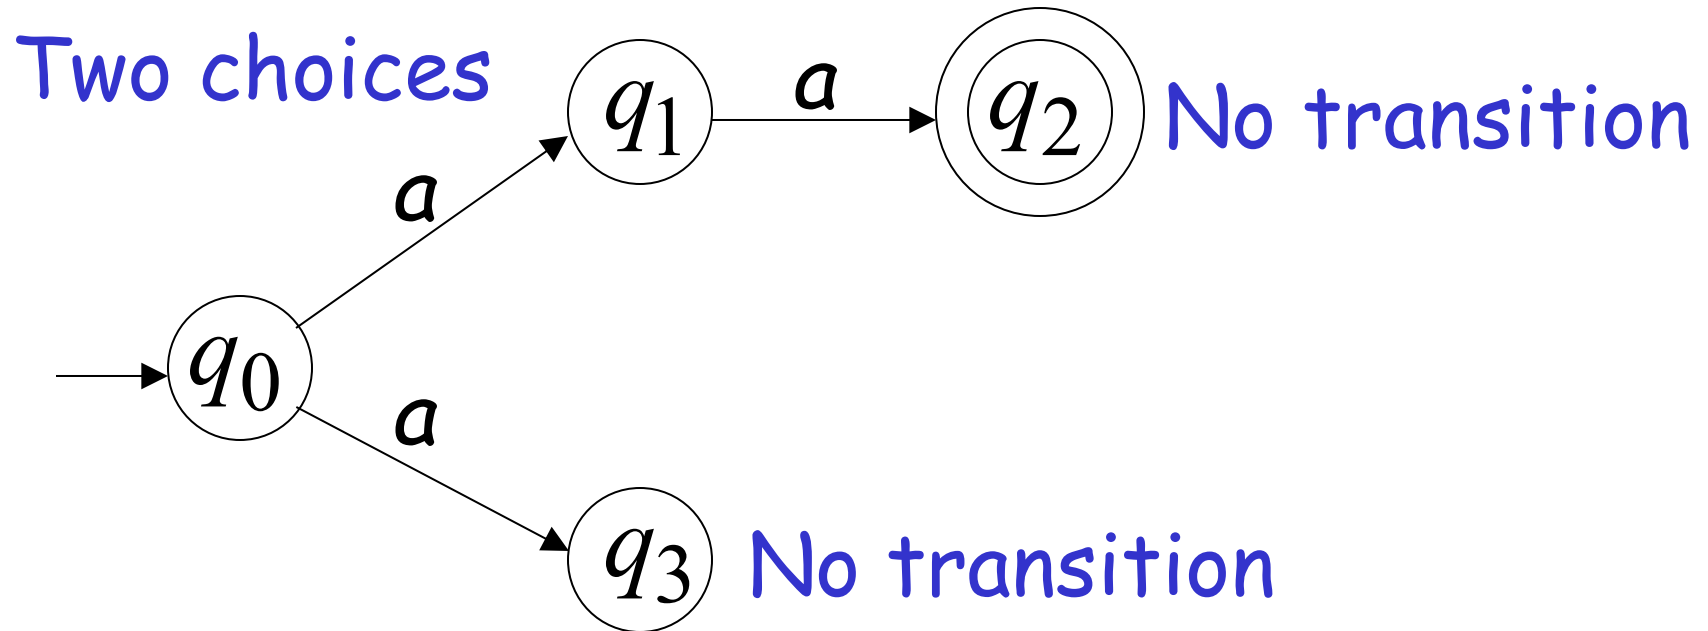 Two choices
q1
a
q2
No transition
a
q0
a
q3
No transition